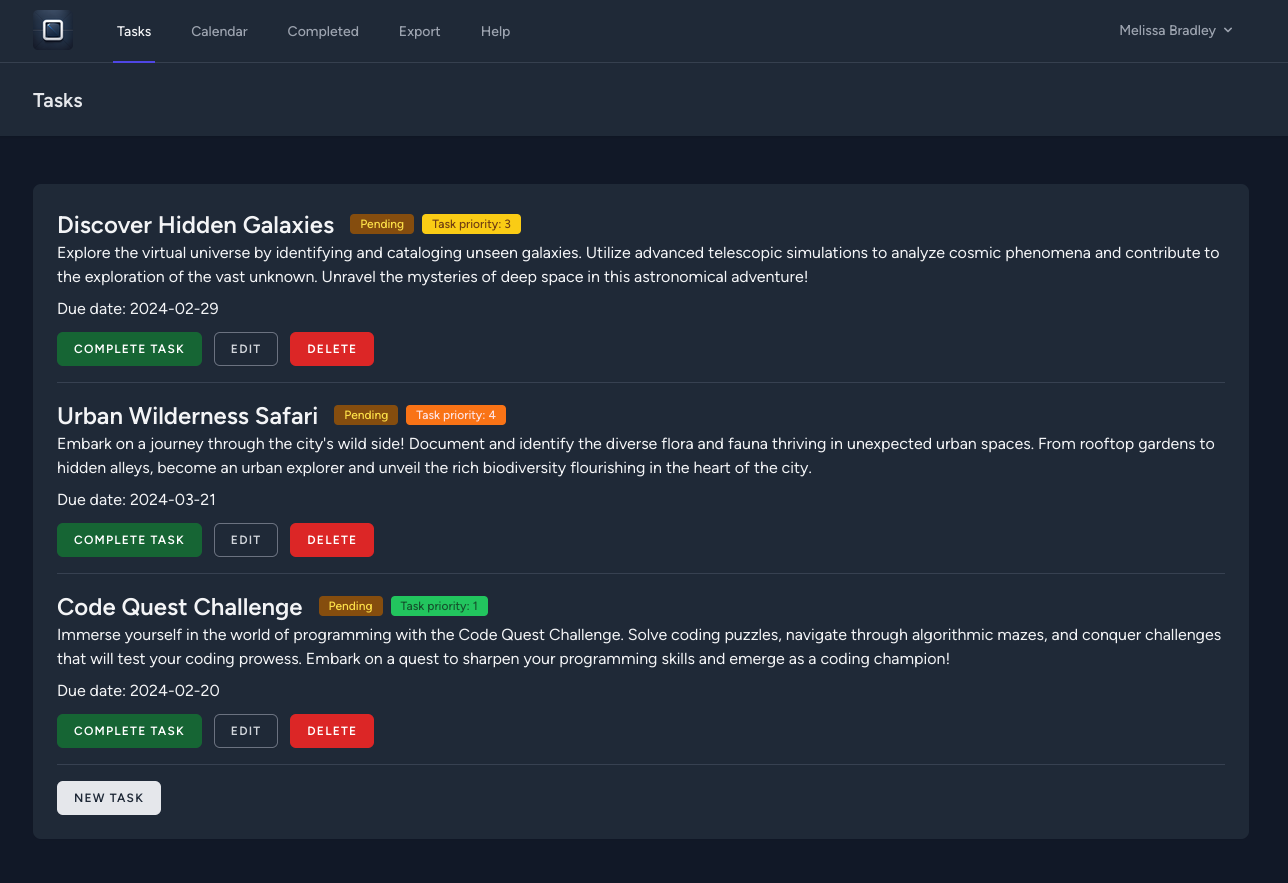 Tasks Calendar Completed Export Help Melissa Bradley
Tasks
Discover Hidden Galaxies Pending Task priority: 3
Explore the virtual universe by identifying and cataloging unseen galaxies. Utilize advanced telescopic simulations to analyze cosmic phenomena and contribute to
the exploration of the vast unknown. Unravel the mysteries of deep space in this astronomical adventure!
Due date: 2024-02-29
COMPLETE TASK EDIT DELETE
Urban Wilderness Safari Pending Task priority: 4
Embark on a journey through the city's wild side! Document and identify the diverse flora and fauna thriving in unexpected urban spaces. From rooftop gardens to
hidden alleys, become an urban explorer and unveil the rich biodiversity flourishing in the heart of the city.
Due date: 2024-03-21
COMPLETE TASK EDIT DELETE
Code Quest Challenge Pending Task priority: 1
Immerse yourself in the world of programming with the Code Quest Challenge. Solve coding puzzles, navigate through algorithmic mazes, and conquer challenges
that will test your coding prowess. Embark on a quest to sharpen your programming skills and emerge as a coding champion!
Due date: 2024-02-20
COMPLETE TASK EDIT DELETE
NEW TASK